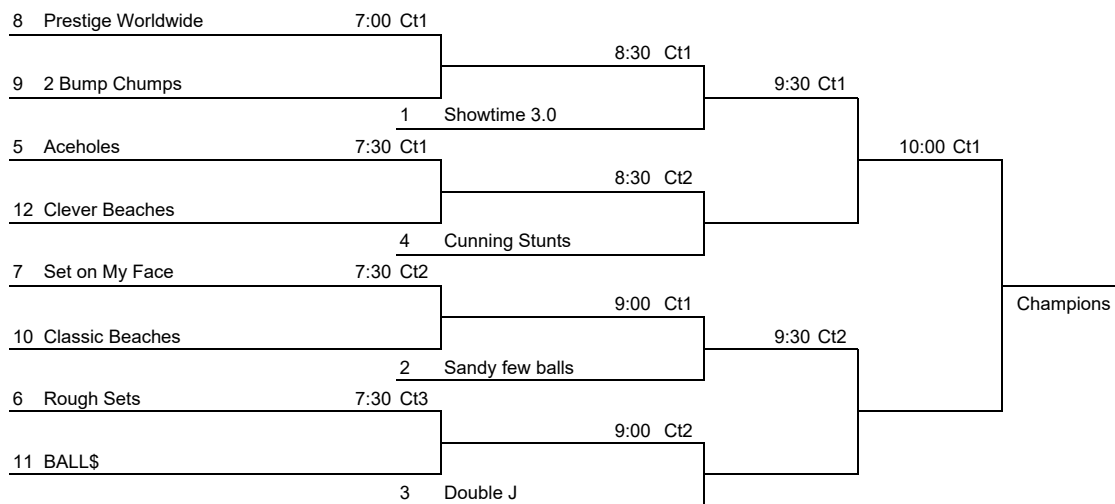 8 Prestige Worldwide 7:00 Ct1
8:30 Ct1
9 2 Bump Chumps 9:30 Ct1
1 Showtime 3.0
5 Aceholes 7:30 Ct1 10:00 Ct1
8:30 Ct2
12 Clever Beaches
4 Cunning Stunts
7 Set on My Face 7:30 Ct2
9:00 Ct1 Champions
10 Classic Beaches 9:30 Ct2
2 Sandy few balls
6 Rough Sets 7:30 Ct3
9:00 Ct2
11 BALL$
3 Double J